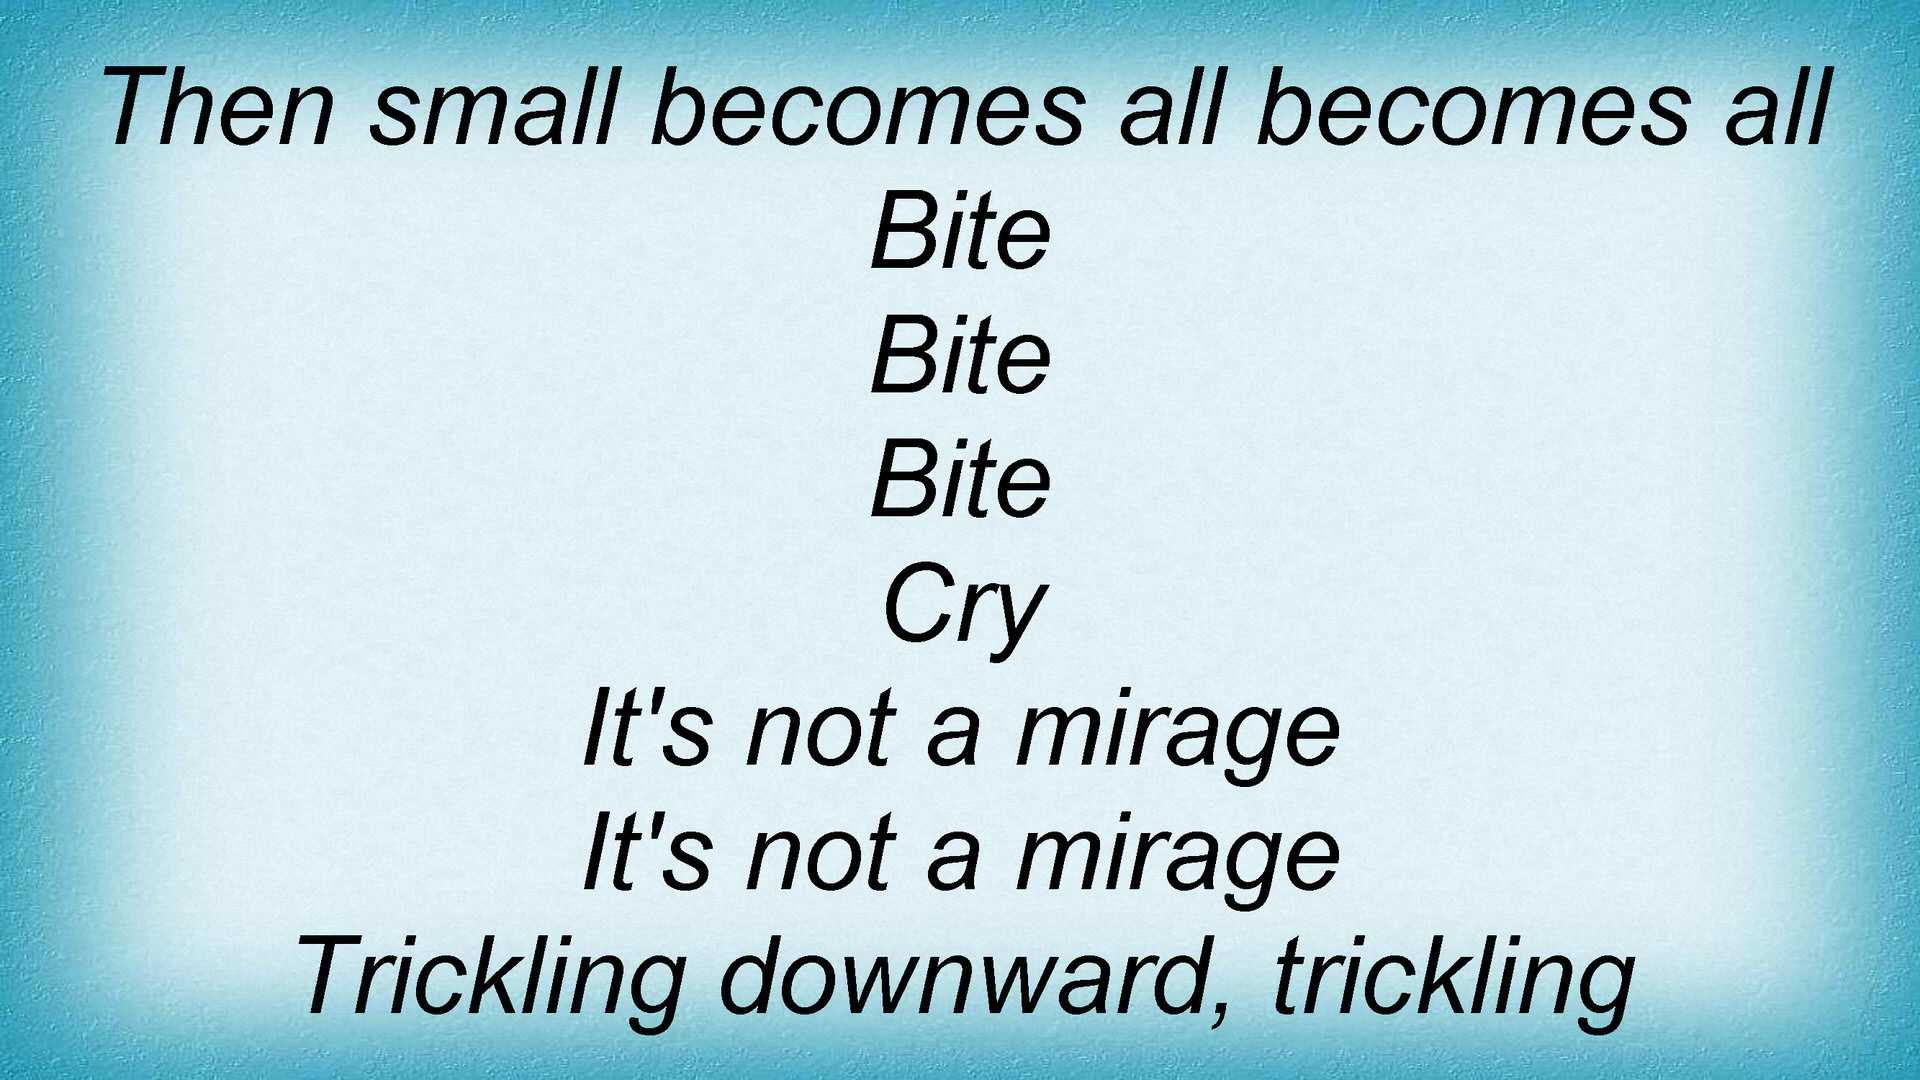 Then small becomes all becomes all
Bite
Bite
Bite
Cry
It's not a mirage
It's not a mirage
Trickling downward, trickling